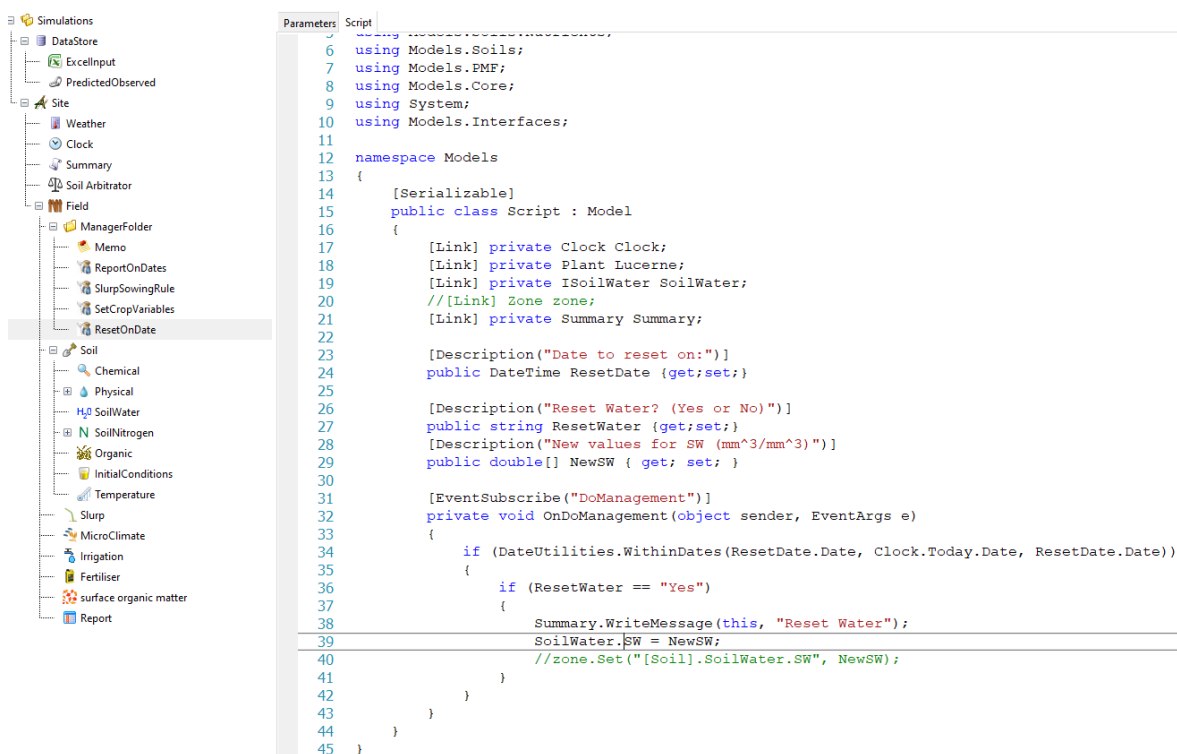 Simulations
DataStore
ExcelInput
PredictedObserved
Site
Weather
Clock
Summary
Soil Arbitrator
Field
ManagerFolder
Memo
ReportOnDates
SlurpSowingRule
SetCropVariables
ResetOnDate
Soil
Chemical
Physical
H2O SoilWater
N SoilNitrogen
Organic
InitialConditions
Temperature
Slurp
MicroClimate
Irrigation
Fertiliser
surface organic matter
Report
Parameters Script
5 using Models.Soils.Nutrients;
6 using Models.Soils;
7 using Models.PMF;
8 using Models.Core;
9 using System;
10 using Models.Interfaces;
11
12 namespace Models
13 {
14 [Serializable]
15 public class Script : Model
16 {
17 [Link] private Clock Clock;
18 [Link] private Plant Lucerne;
19 [Link] private ISoilWater SoilWater;
20 //[Link] Zone zone;
21 [Link] private Summary Summary;
22
23 [Description("Date to reset on:")]
24 public DateTime ResetDate {get;set;}
25
26 [Description("Reset Water? (Yes or No)")]
27 public string ResetWater {get;set;}
28 [Description("New values for SW (mm^3/mm^3)")]
29 public double[] NewSW { get; set; }
30
31 [EventSubscribe("DoManagement")]
32 private void OnDoManagement(object sender, EventArgs e)
33 {
34 if (DateUtilities.WithinDates(ResetDate.Date, Clock.Today.Date, ResetDate.Date))
35 {
36 if (ResetWater == "Yes")
37 {
38 Summary.WriteMessage(this, "Reset Water");
39 SoilWater.SW = NewSW;
40 //zone.Set("[Soil].SoilWater.SW", NewSW);
41 }
42 }
43 }
44 }
45 }